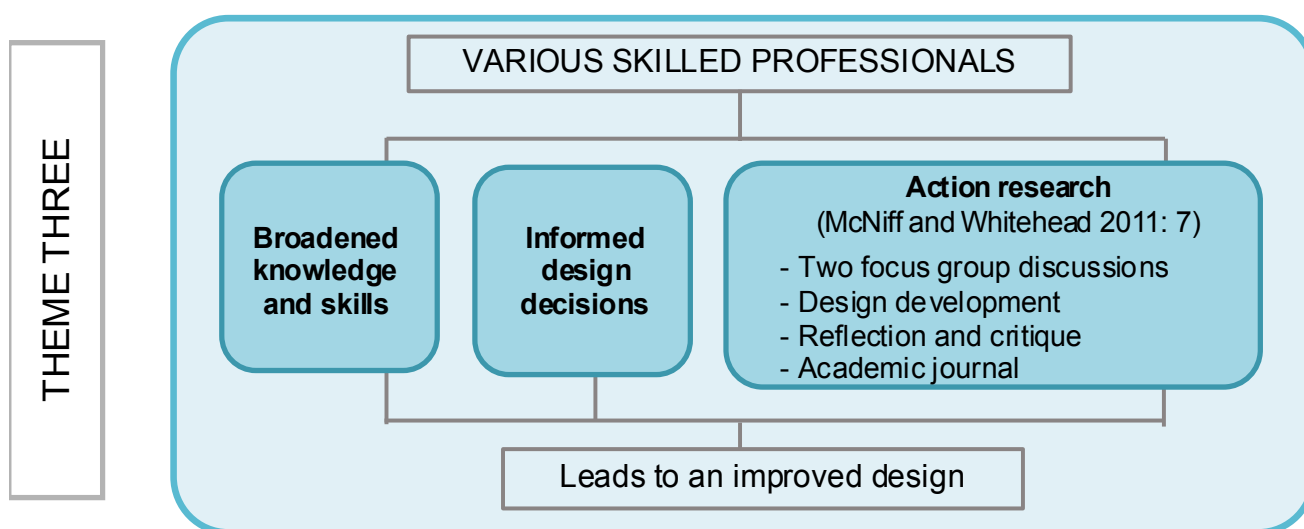 THEME THREE
VARIOUS SKILLED PROFESSIONALS
Broadened
knowledge
and skills
Informed
design
decisions
Action research
(McNiff and Whitehead 2011: 7)
- Two focus group discussions
- Design development
- Reflection and critique
- Academic journal
Leads to an improved design